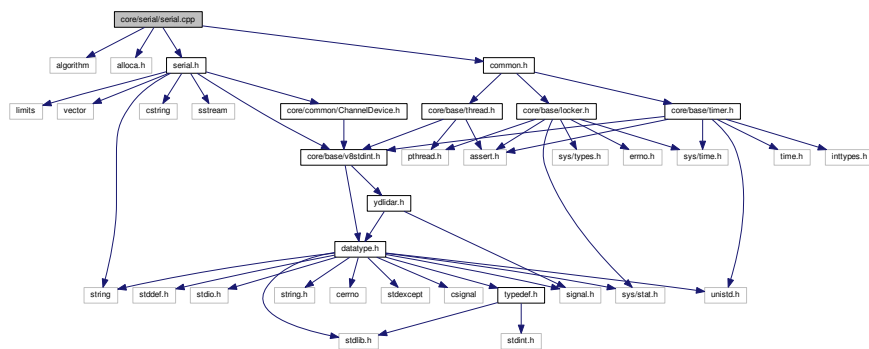 core/serial/serial.cpp
algorithm
alloca.h
serial.h
common.h
limits
vector
cstring
sstream
core/common/ChannelDevice.h
core/base/thread.h
core/base/locker.h
core/base/timer.h
core/base/v8stdint.h
pthread.h
assert.h
sys/types.h
errno.h
sys/time.h
time.h
inttypes.h
ydlidar.h
datatype.h
string
stddef.h
stdio.h
string.h
cerrno
stdexcept
csignal
typedef.h
signal.h
sys/stat.h
unistd.h
stdlib.h
stdint.h